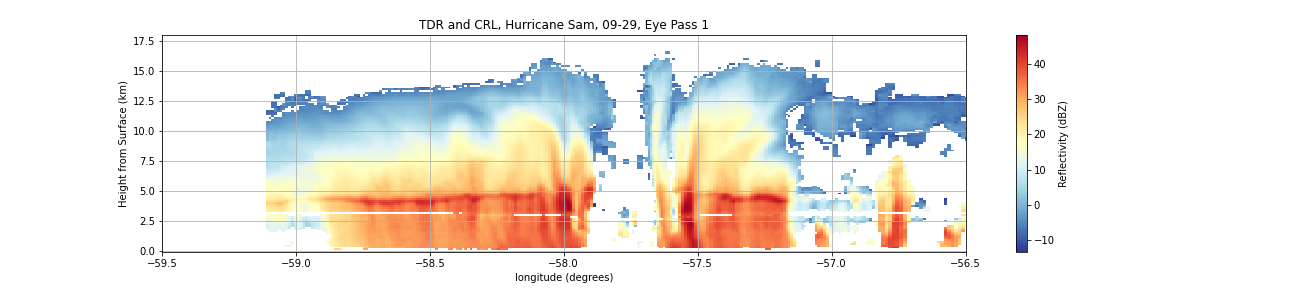 TDR and CRL, Hurricane Sam, 09-29, Eye Pass 1
17.5
15.0
12.5
10.0
7.5
5.0
2.5
0.0
Height from Surface (km)
−59.5 −59.0 −58.5 −58.0 −57.5 −57.0 −56.5
longitude (degrees)
40
30
20
10
0
−10
Reflectivity (dBZ)